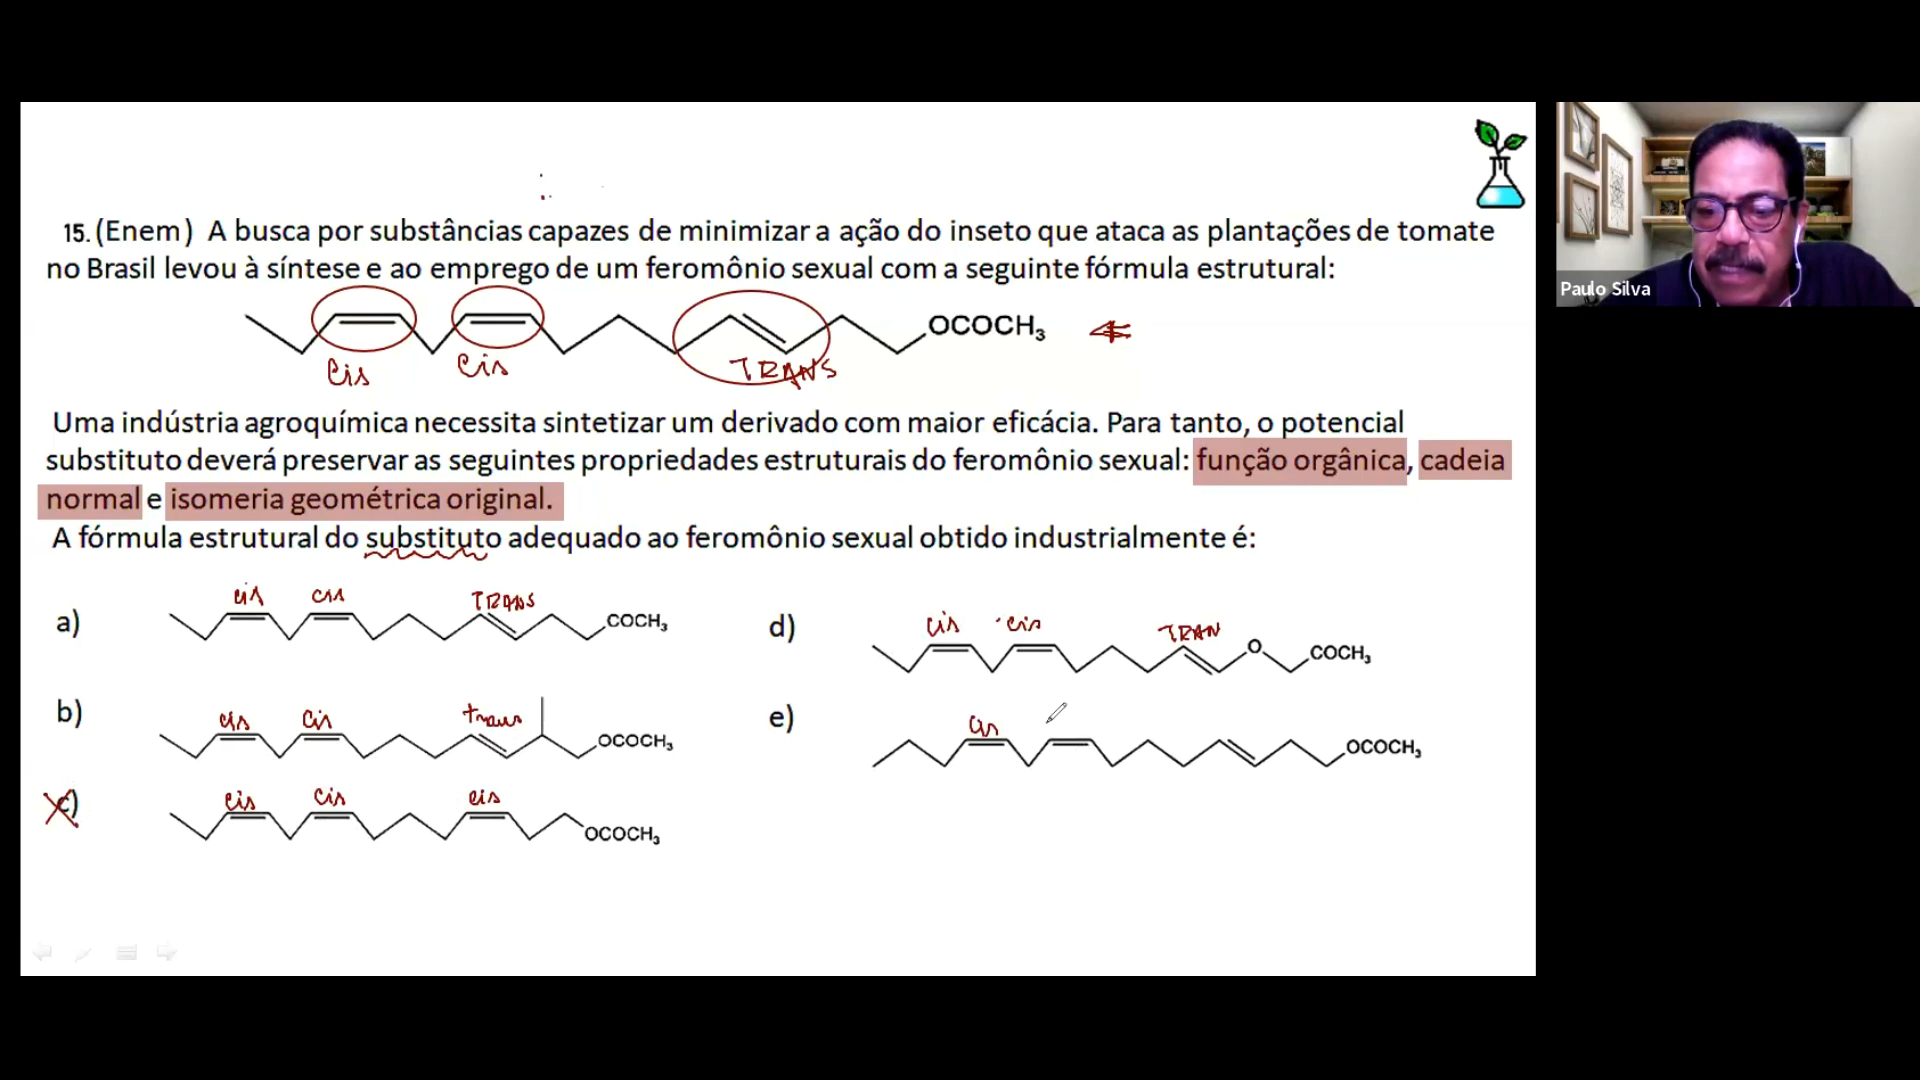 15. (Enem) A busca por substâncias capazes de minimizar a ação do inseto que ataca as plantações de tomate
no Brasil levou à síntese e ao emprego de um feromônio sexual com a seguinte fórmula estrutural:
OCOCH₃
Cis Cis TRANS
Uma indústria agroquímica necessita sintetizar um derivado com maior eficácia. Para tanto, o potencial
substituto deverá preservar as seguintes propriedades estruturais do feromônio sexual: função orgânica, cadeia
normal e isomeria geométrica original.
A fórmula estrutural do substituto adequado ao feromônio sexual obtido industrialmente é:
cis cis TRANS
a) COCH₃
cis cis trans
b) OCOCH₃
cis cis cis
c) OCOCH₃
cis cis TRAN
d) O COCH₃
cis
e) OCOCH₃
Paulo Silva